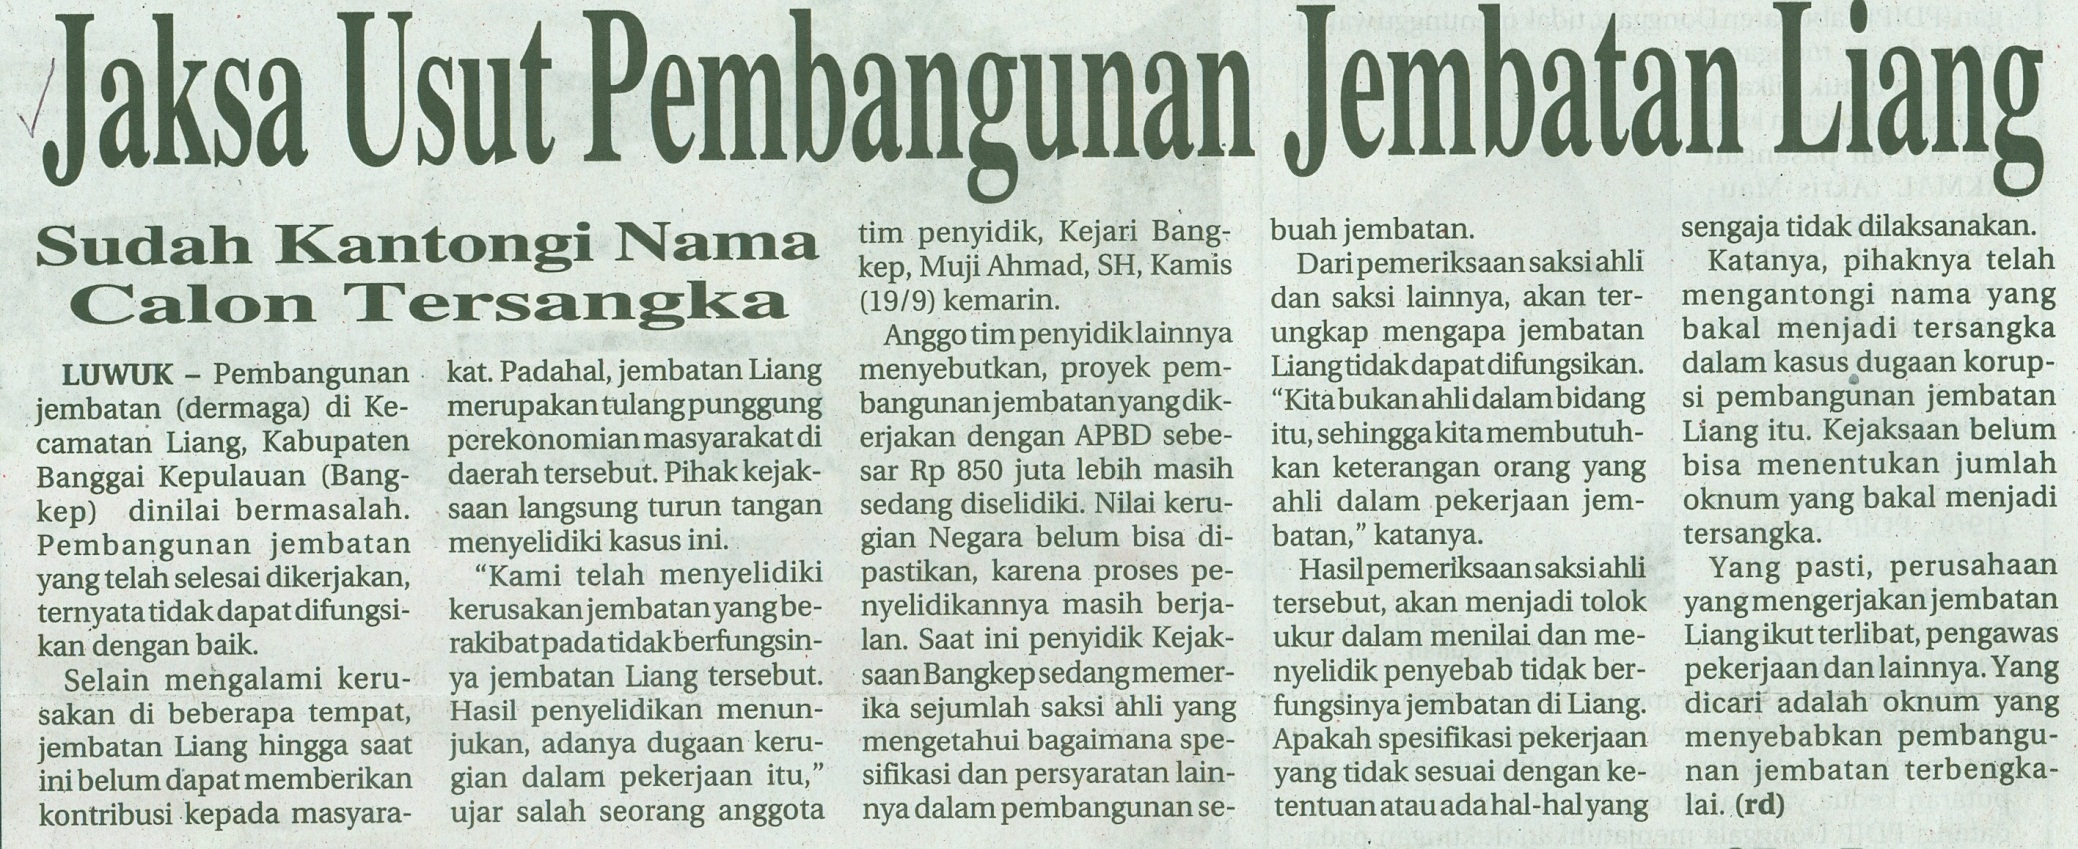 Jaksa Usut Pembangunan Jembatan Liang
Sudah Kantongi Nama
Calon Tersangka
LUWUK – Pembangunan
jembatan (dermaga) di Ke-
camatan Liang, Kabupaten
Banggai Kepulauan (Bang-
kep) dinilai bermasalah.
Pembangunan jembatan
yang telah selesai dikerjakan,
ternyata tidak dapat difungsi-
kan dengan baik.
Selain mengalami keru-
sakan di beberapa tempat,
jembatan Liang hingga saat
ini belum dapat memberikan
kontribusi kepada masyara-
kat. Padahal, jembatan Liang
merupakan tulang punggung
perekonomian masyarakat di
daerah tersebut. Pihak kejak-
saan langsung turun tangan
menyelidiki kasus ini.
“Kami telah menyelidiki
kerusakan jembatan yang be-
rakibat pada tidak berfungsin-
ya jembatan Liang tersebut.
Hasil penyelidikan menun-
jukan, adanya dugaan keru-
gian dalam pekerjaan itu,”
ujar salah seorang anggota
tim penyidik, Kejari Bang-
kep, Muji Ahmad, SH, Kamis
(19/9) kemarin.
Anggo tim penyidik lainnya
menyebutkan, proyek pem-
bangunan jembatan yang dik-
erjakan dengan APBD sebe-
sar Rp 850 juta lebih masih
sedang diselidiki. Nilai keru-
gian Negara belum bisa di-
pastikan, karena proses pe-
nyelidikannya masih berja-
lan. Saat ini penyidik Kejak-
saan Bangkep sedang memer-
ika sejumlah saksi ahli yang
mengetahui bagaimana spe-
sifikasi dan persyaratan lain-
nya dalam pembangunan se-
buah jembatan.
Dari pemeriksaan saksi ahli
dan saksi lainnya, akan ter-
ungkap mengapa jembatan
Liang tidak dapat difungsikan.
“Kita bukan ahli dalam bidang
itu, sehingga kita membutuh-
kan keterangan orang yang
ahli dalam pekerjaan jem-
batan,” katanya.
Hasil pemeriksaan saksi ahli
tersebut, akan menjadi tolok
ukur dalam menilai dan me-
nyelidik penyebab tidak ber-
fungsinya jembatan di Liang.
Apakah spesifikasi pekerjaan
yang tidak sesuai dengan ke-
tentuan atau ada hal-hal yang
sengaja tidak dilaksanakan.
Katanya, pihaknya telah
mengantongi nama yang
bakal menjadi tersangka
dalam kasus dugaan korup-
si pembangunan jembatan
Liang itu. Kejaksaan belum
bisa menentukan jumlah
oknum yang bakal menjadi
tersangka.
Yang pasti, perusahaan
yang mengerjakan jembatan
Liang ikut terlibat, pengawas
pekerjaan dan lainnya. Yang
dicari adalah oknum yang
menyebabkan pembangu-
nan jembatan terbengka-
lai. (rd)